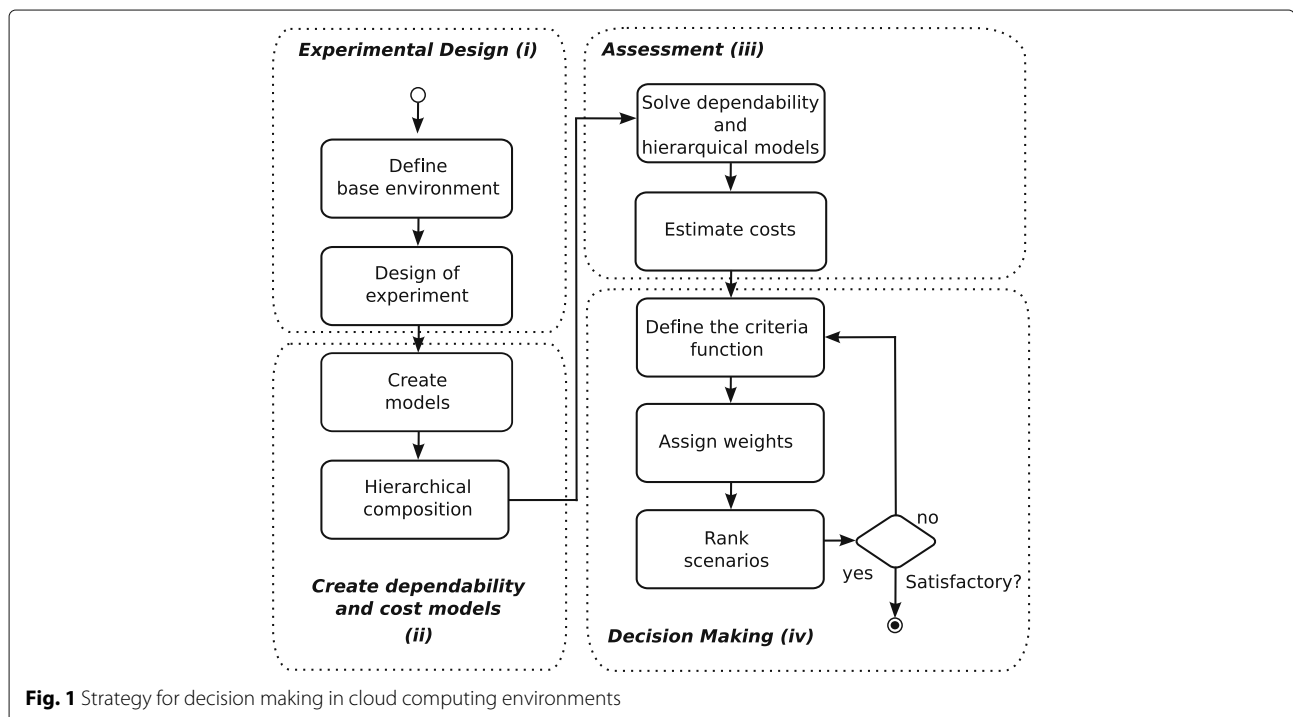 Experimental Design (i)
Define
base environment
Design of
experiment
Create
models
Hierarchical
composition
Create dependability
and cost models
(ii)
Assessment (iii)
Solve dependability
and
hierarquical models
Estimate costs
Define the criteria
function
Assign weights
Rank
scenarios
no
yes
Satisfactory?
Decision Making (iv)
Fig. 1 Strategy for decision making in cloud computing environments